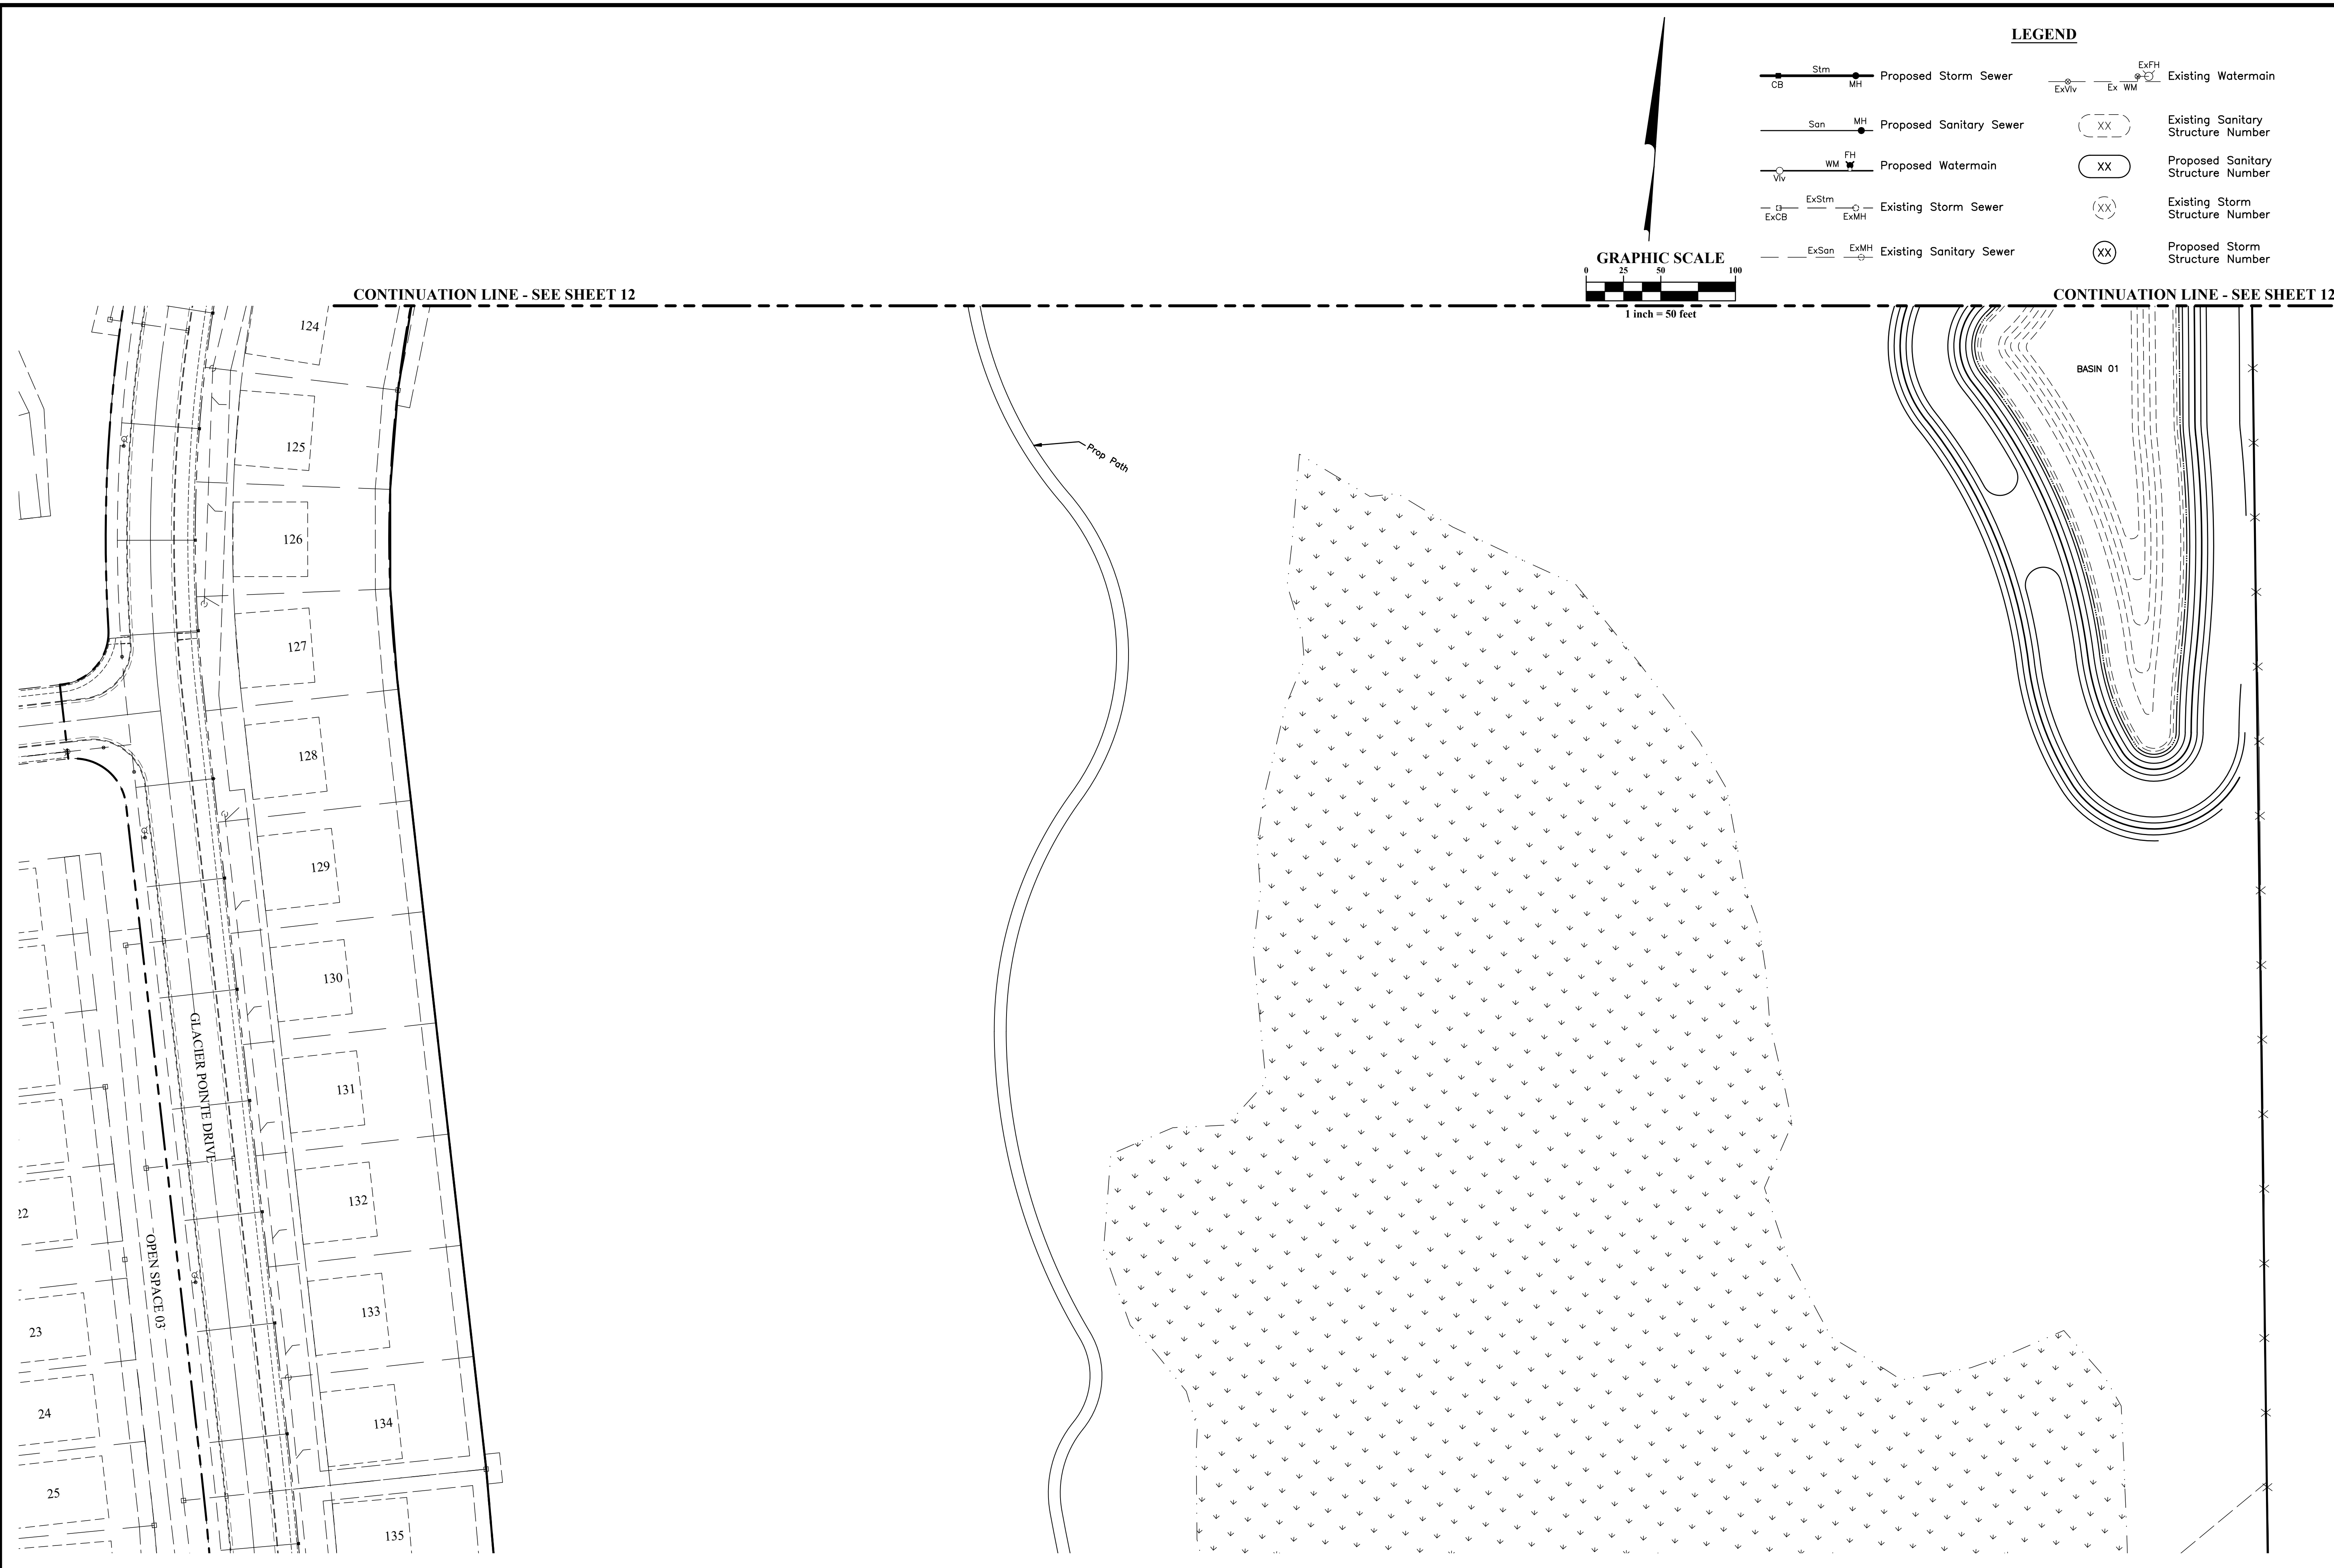 LEGEND
Stm
CB
MH
Proposed Storm Sewer
San
MH
Proposed Sanitary Sewer
WM
FH
Vlv
Proposed Watermain
ExStm
ExCB
ExMH
Existing Storm Sewer
ExSan
ExMH
Existing Sanitary Sewer
ExFH
ExVlv
Ex WM
Existing Watermain
XX
Existing Sanitary
Structure Number
XX
Proposed Sanitary
Structure Number
XX
Existing Storm
Structure Number
XX
Proposed Storm
Structure Number
GRAPHIC SCALE
0 25 50 100
1 inch = 50 feet
CONTINUATION LINE - SEE SHEET 12
CONTINUATION LINE - SEE SHEET 12
BASIN 01
Prop Path
124
125
126
127
128
129
130
131
132
133
134
135
GLACIER POINTE DRIVE
OPEN SPACE 03
22
23
24
25